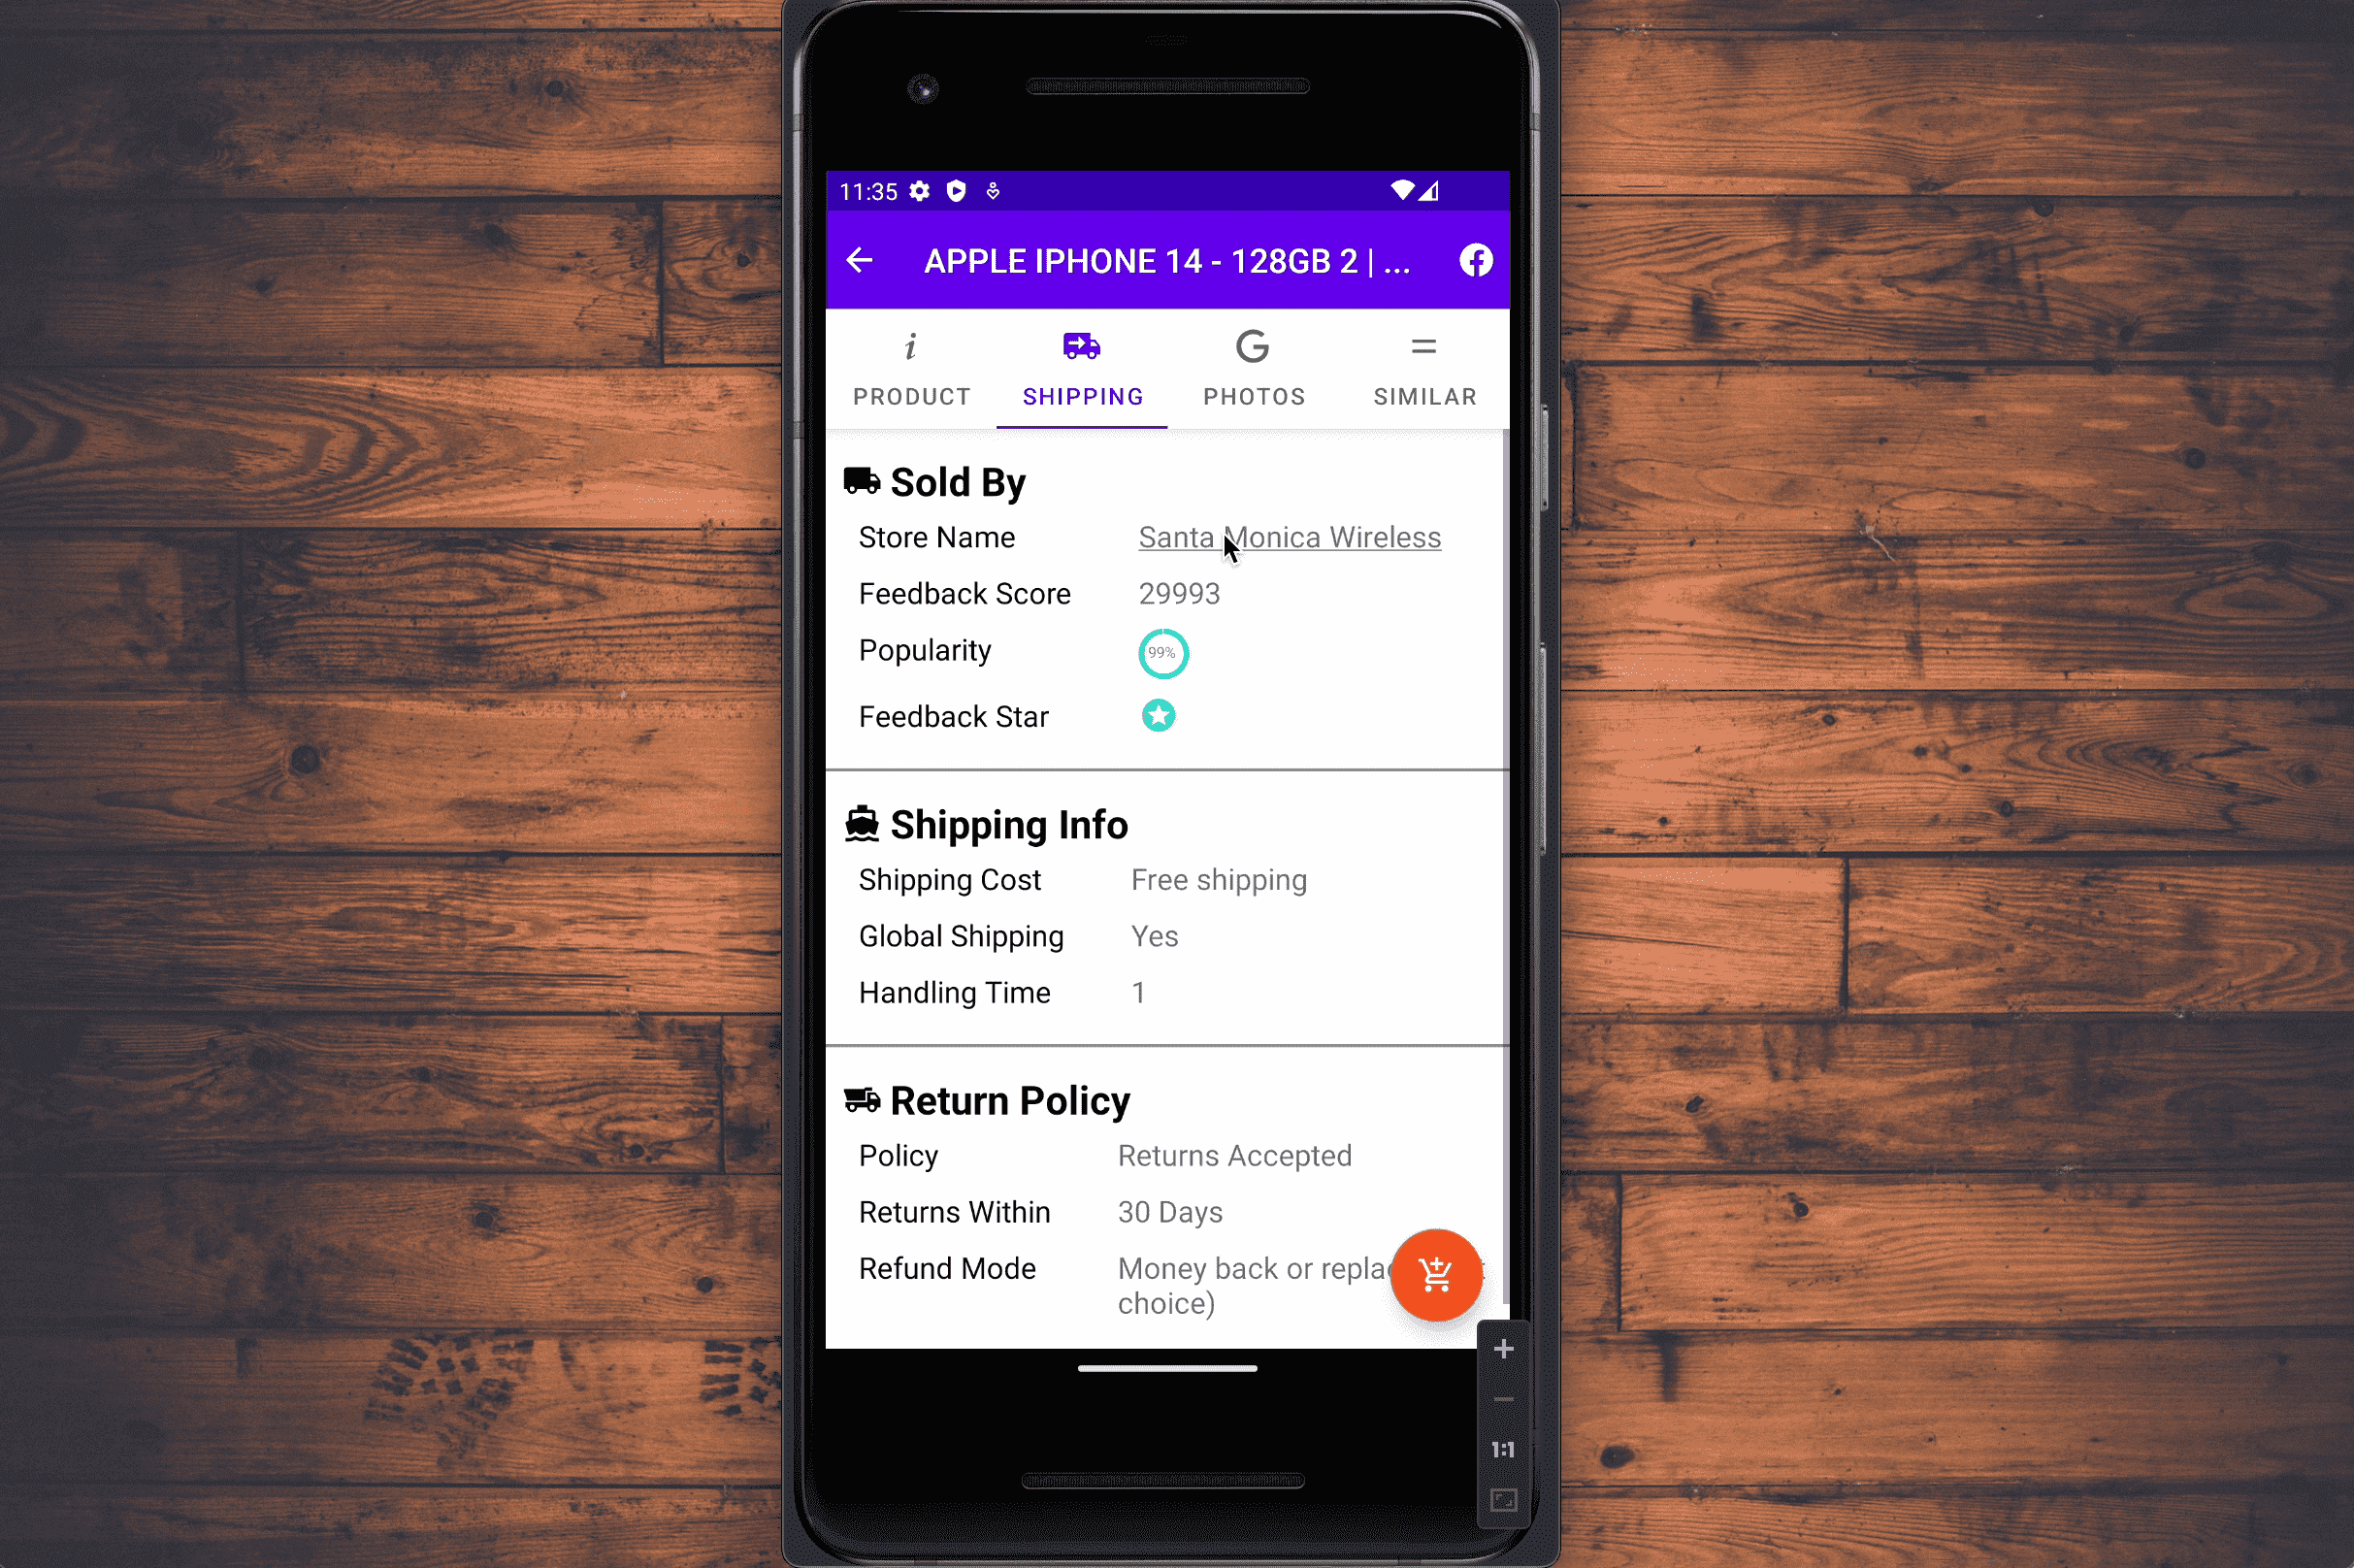 11:35
APPLE IPHONE 14 - 128GB 2 | ...
PRODUCT SHIPPING PHOTOS SIMILAR
Sold By
Store Name Santa Monica Wireless
Feedback Score 29993
Popularity 99%
Feedback Star
Shipping Info
Shipping Cost Free shipping
Global Shipping Yes
Handling Time 1
Return Policy
Policy Returns Accepted
Returns Within 30 Days
Refund Mode Money back or
choice)
1:1